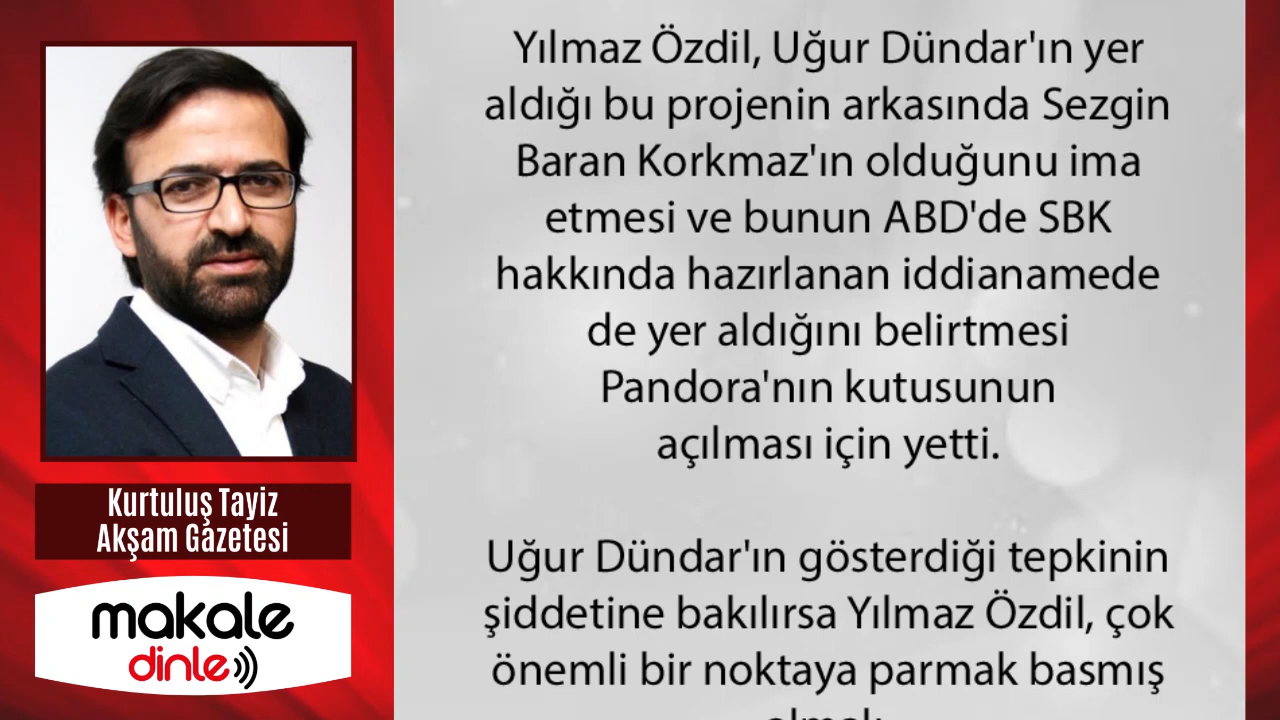 Yılmaz Özdil, Uğur Dündar'ın yer
aldığı bu projenin arkasında Sezgin
Baran Korkmaz'ın olduğunu ima
etmesi ve bunun ABD'de SBK
hakkında hazırlanan iddianamede
de yer aldığını belirtmesi
Pandora'nın kutusunun
açılması için yetti.
Uğur Dündar'ın gösterdiği tepkinin
şiddetine bakılırsa Yılmaz Özdil, çok
önemli bir noktaya parmak basmış
Kurtuluş Tayiz
Akşam Gazetesi
makale
dinle